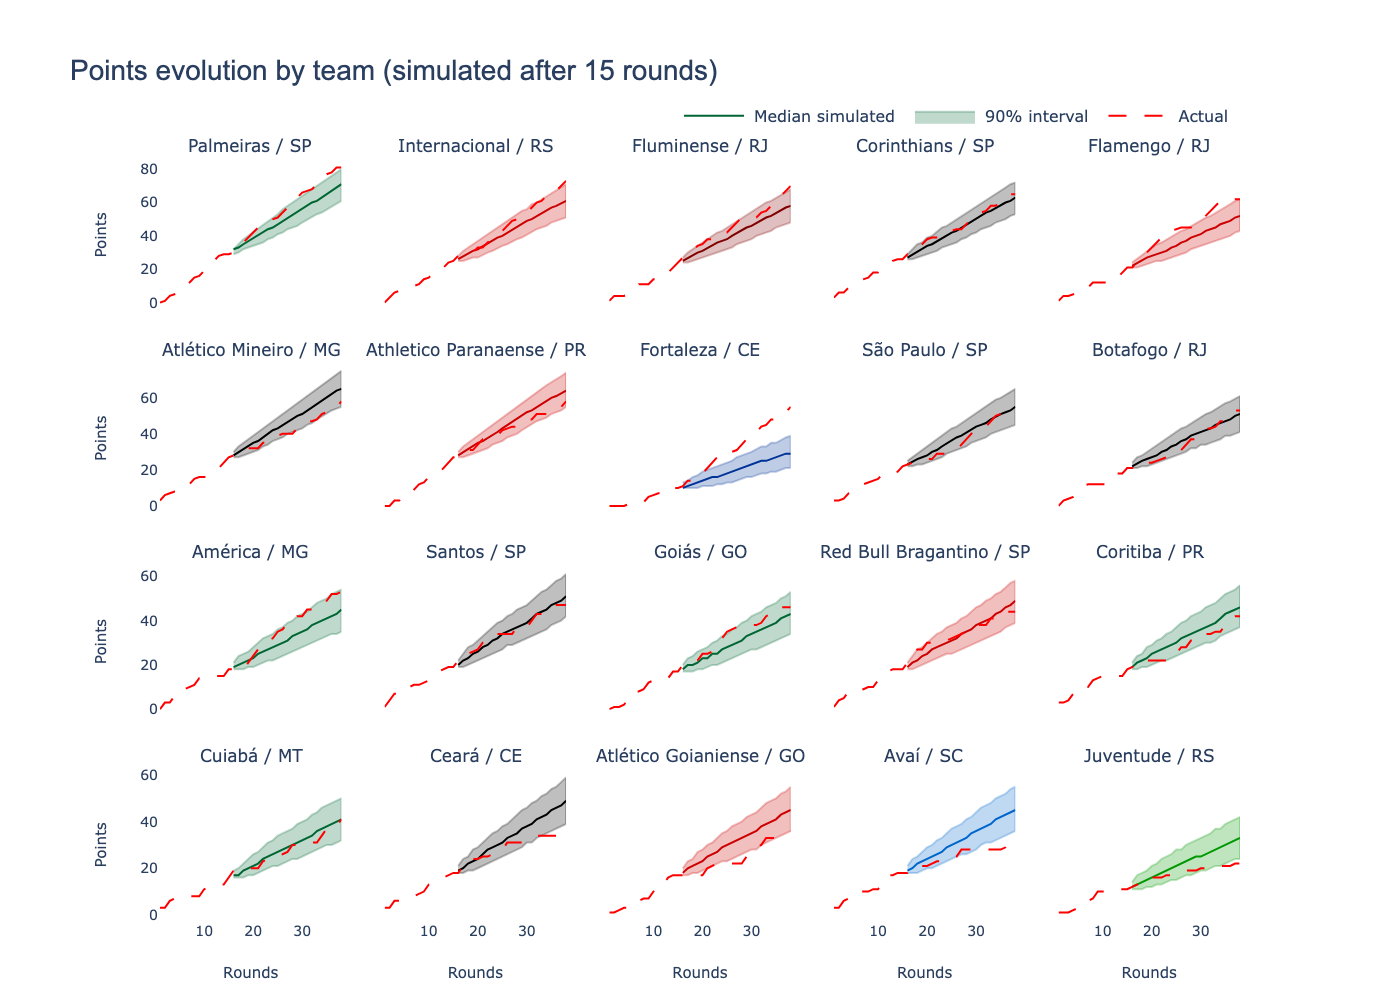 Points evolution by team (simulated after 15 rounds)
Median simulated 90% interval Actual
Palmeiras / SP Internacional / RS Fluminense / RJ Corinthians / SP Flamengo / RJ
80
60
40
20
0
Points
Atlético Mineiro / MG Athletico Paranaense / PR Fortaleza / CE São Paulo / SP Botafogo / RJ
60
40
20
0
Points
América / MG Santos / SP Goiás / GO Red Bull Bragantino / SP Coritiba / PR
60
40
20
0
Points
Cuiabá / MT Ceará / CE Atlético Goianiense / GO Avaí / SC Juventude / RS
60
40
20
0
Points
10 20 30 10 20 30 10 20 30 10 20 30 10 20 30
Rounds Rounds Rounds Rounds Rounds